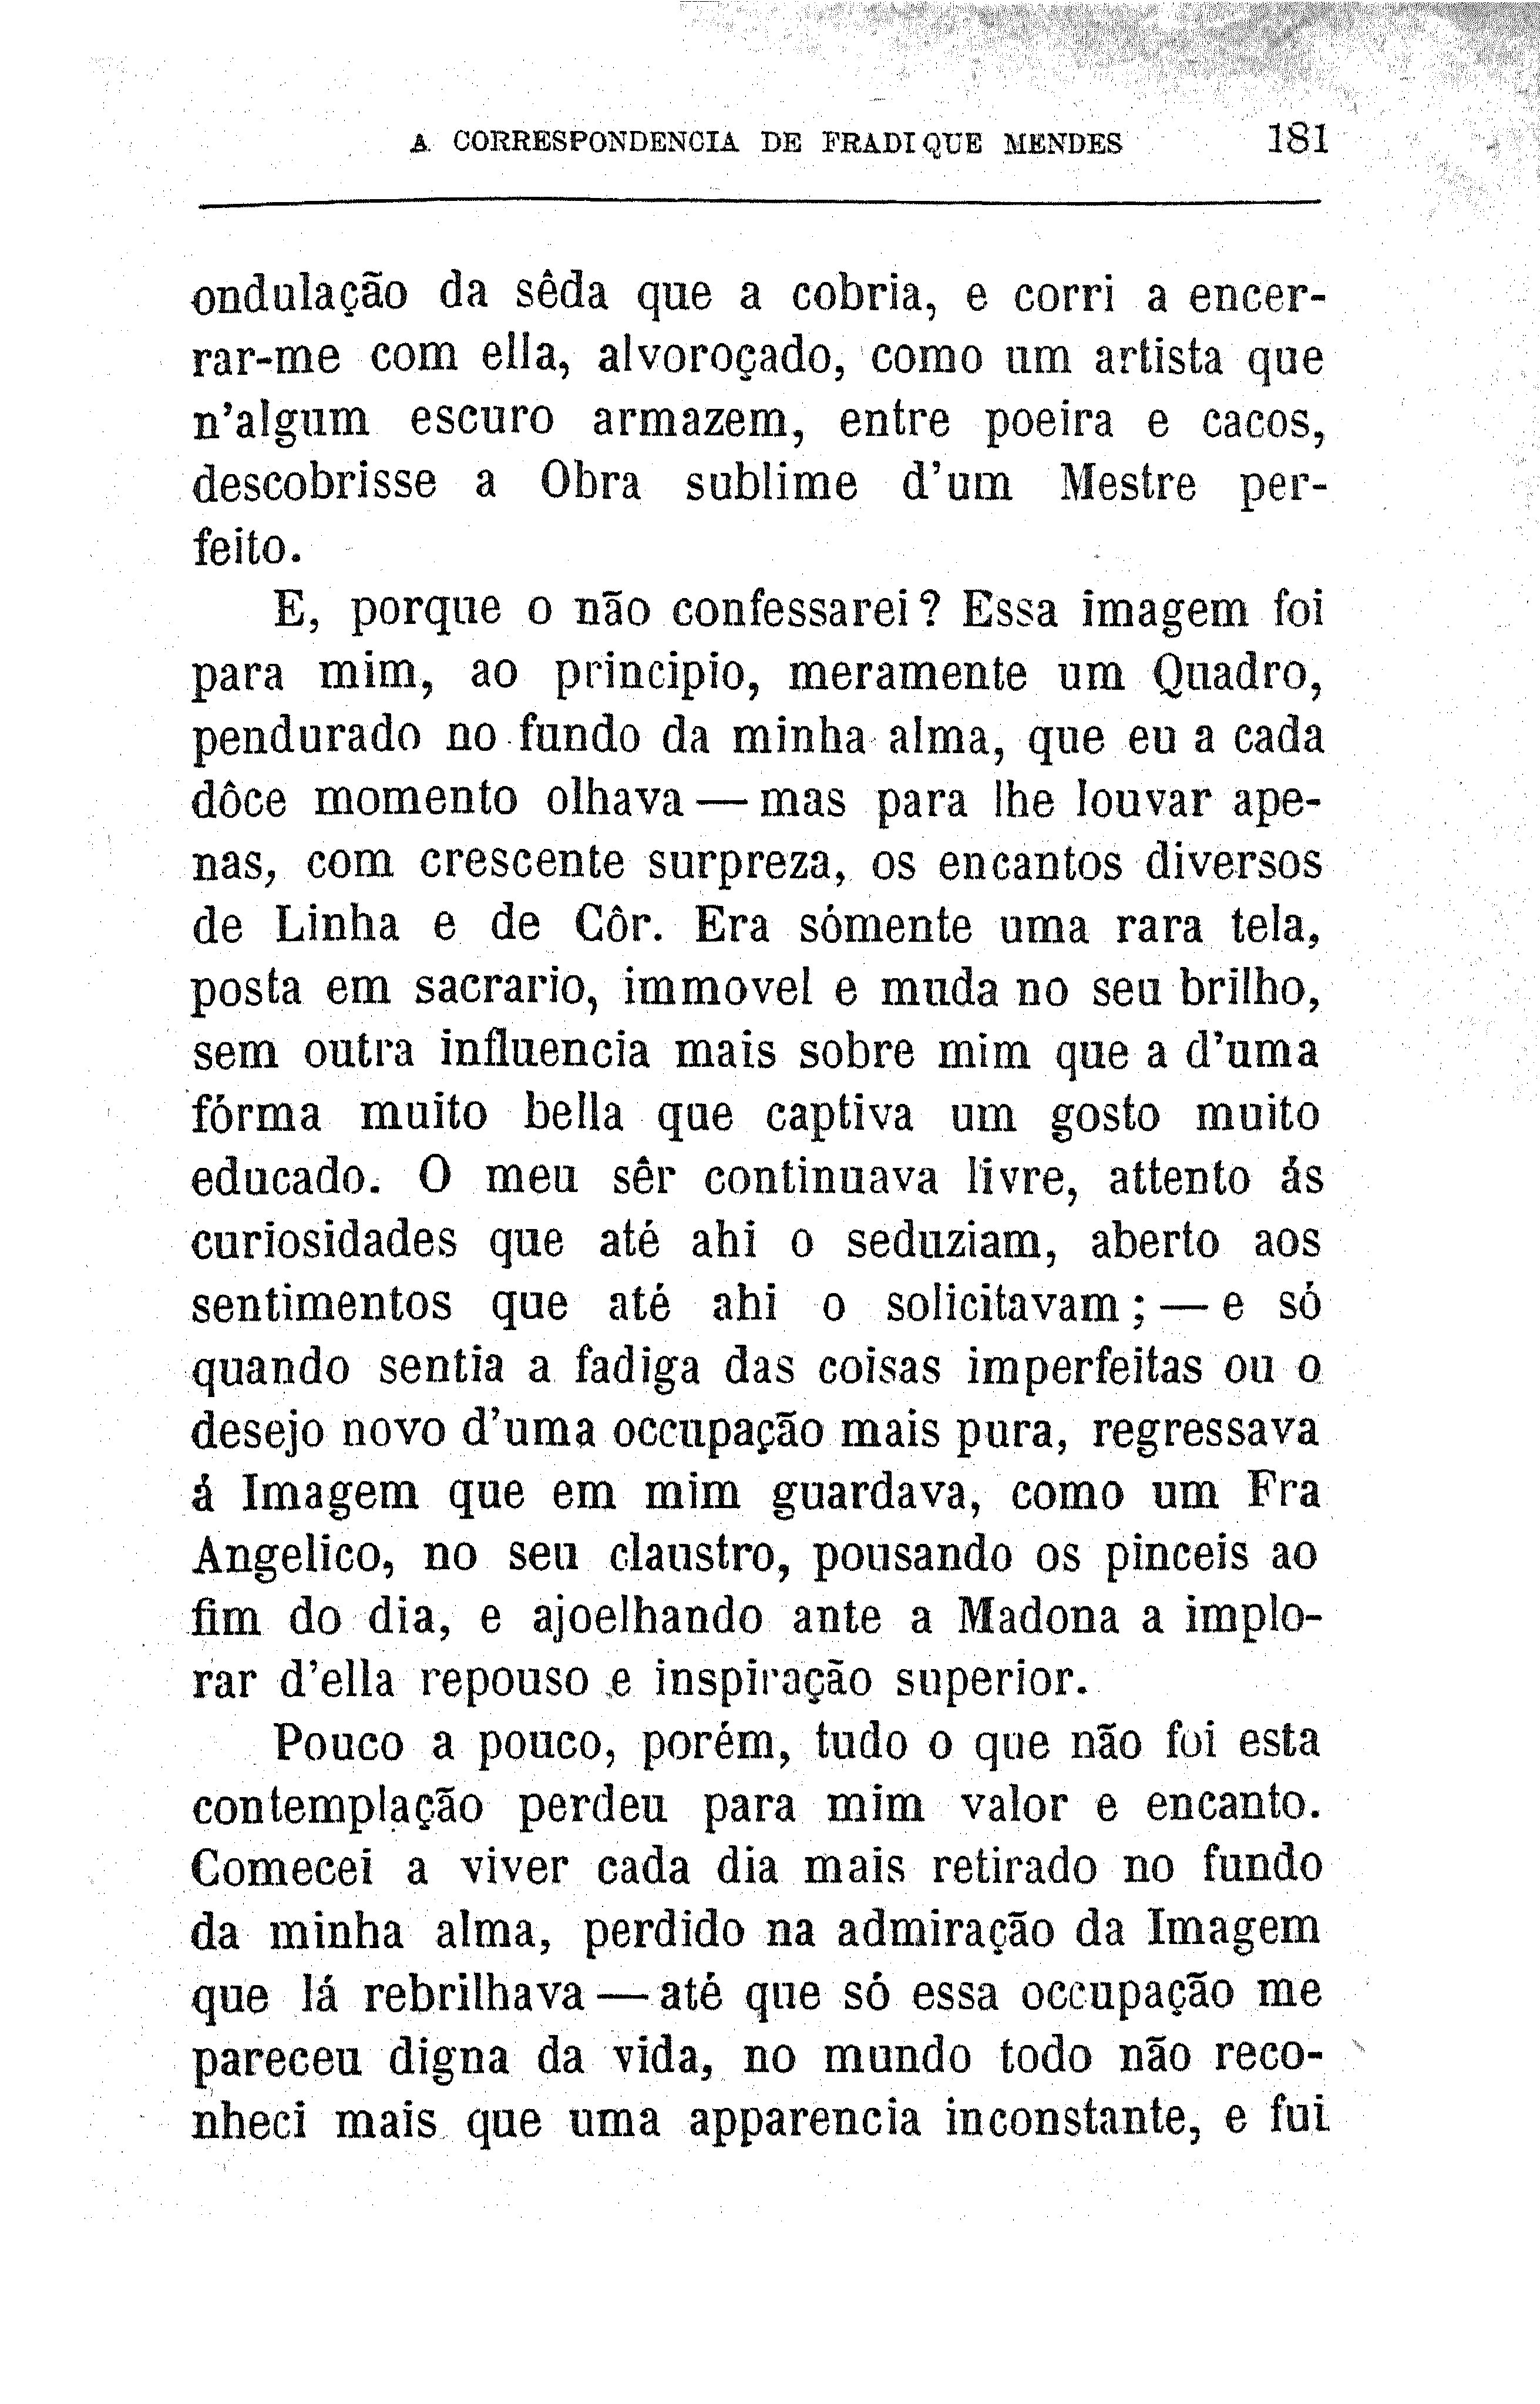 A CORRESPONDENCIA DE FRADIQUE MENDES 181
ondulação da sêda que a cobria, e corri a encer-
rar-me com ella, alvoroçado, como um artista que
n'algum escuro armazem, entre poeira e cacos,
descobrisse a Obra sublime d'um Mestre per-
feito.
E, porque o não confessarei? Essa imagem foi
para mim, ao principio, meramente um Quadro,
pendurado no fundo da minha alma, que eu a cada
dôce momento olhava — mas para lhe louvar ape-
nas, com crescente surpreza, os encantos diversos
de Linha e de Côr. Era sómente uma rara tela,
posta em sacrario, immovel e muda no seu brilho,
sem outra influencia mais sobre mim que a d'uma
fórma muito bella que captiva um gosto muito
educado. O meu sêr continuava livre, attento ás
curiosidades que até ahi o seduziam, aberto aos
sentimentos que até ahi o solicitavam; — e só
quando sentia a fadiga das coisas imperfeitas ou o
desejo novo d'uma occupação mais pura, regressava
á Imagem que em mim guardava, como um Fra
Angelico, no seu claustro, pousando os pinceis ao
fim do dia, e ajoelhando ante a Madona a implo-
rar d'ella repouso e inspiração superior.
Pouco a pouco, porém, tudo o que não foi esta
contemplação perdeu para mim valor e encanto.
Comecei a viver cada dia mais retirado no fundo
da minha alma, perdido na admiração da Imagem
que lá rebrilhava — até que só essa occupação me
pareceu digna da vida, no mundo todo não reco-
nheci mais que uma apparencia inconstante, e fui